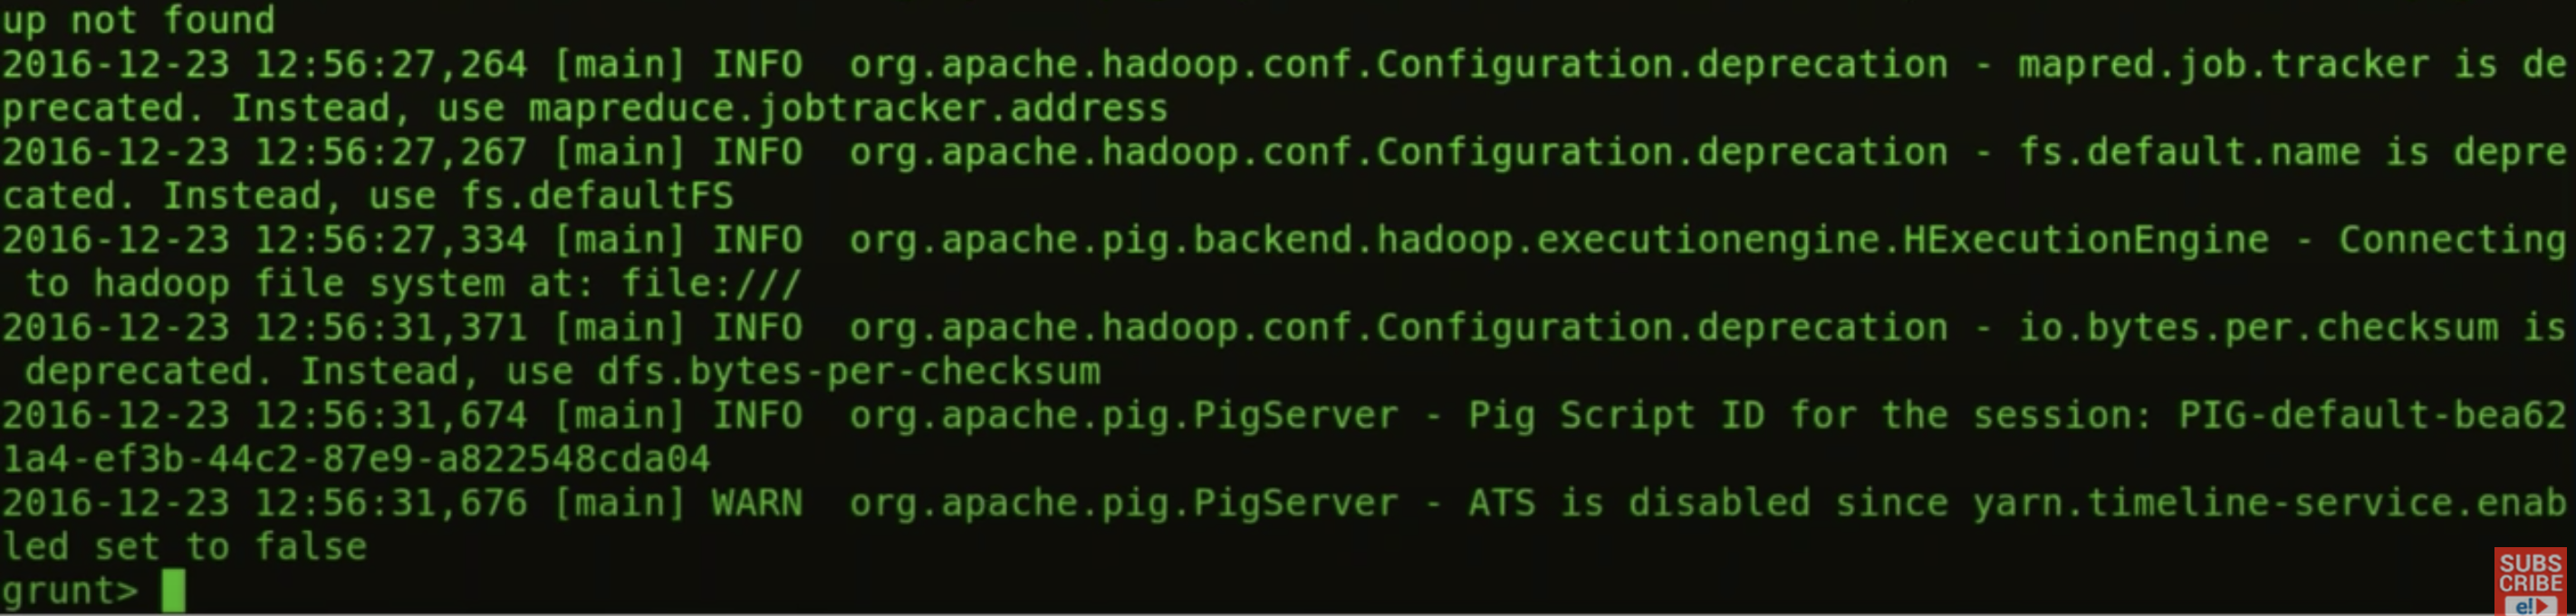 up not found
2016-12-23 12:56:27,264 [main] INFO  org.apache.hadoop.conf.Configuration.deprecation - mapred.job.tracker is de
precated. Instead, use mapreduce.jobtracker.address
2016-12-23 12:56:27,267 [main] INFO  org.apache.hadoop.conf.Configuration.deprecation - fs.default.name is depre
cated. Instead, use fs.defaultFS
2016-12-23 12:56:27,334 [main] INFO  org.apache.pig.backend.hadoop.executionengine.HExecutionEngine - Connecting
 to hadoop file system at: file:///
2016-12-23 12:56:31,371 [main] INFO  org.apache.hadoop.conf.Configuration.deprecation - io.bytes.per.checksum is
 deprecated. Instead, use dfs.bytes-per-checksum
2016-12-23 12:56:31,674 [main] INFO  org.apache.pig.PigServer - Pig Script ID for the session: PIG-default-bea62
1a4-ef3b-44c2-87e9-a822548cda04
2016-12-23 12:56:31,676 [main] WARN  org.apache.pig.PigServer - ATS is disabled since yarn.timeline-service.enab
led set to false
grunt>
SUBS
CRIBE
e!